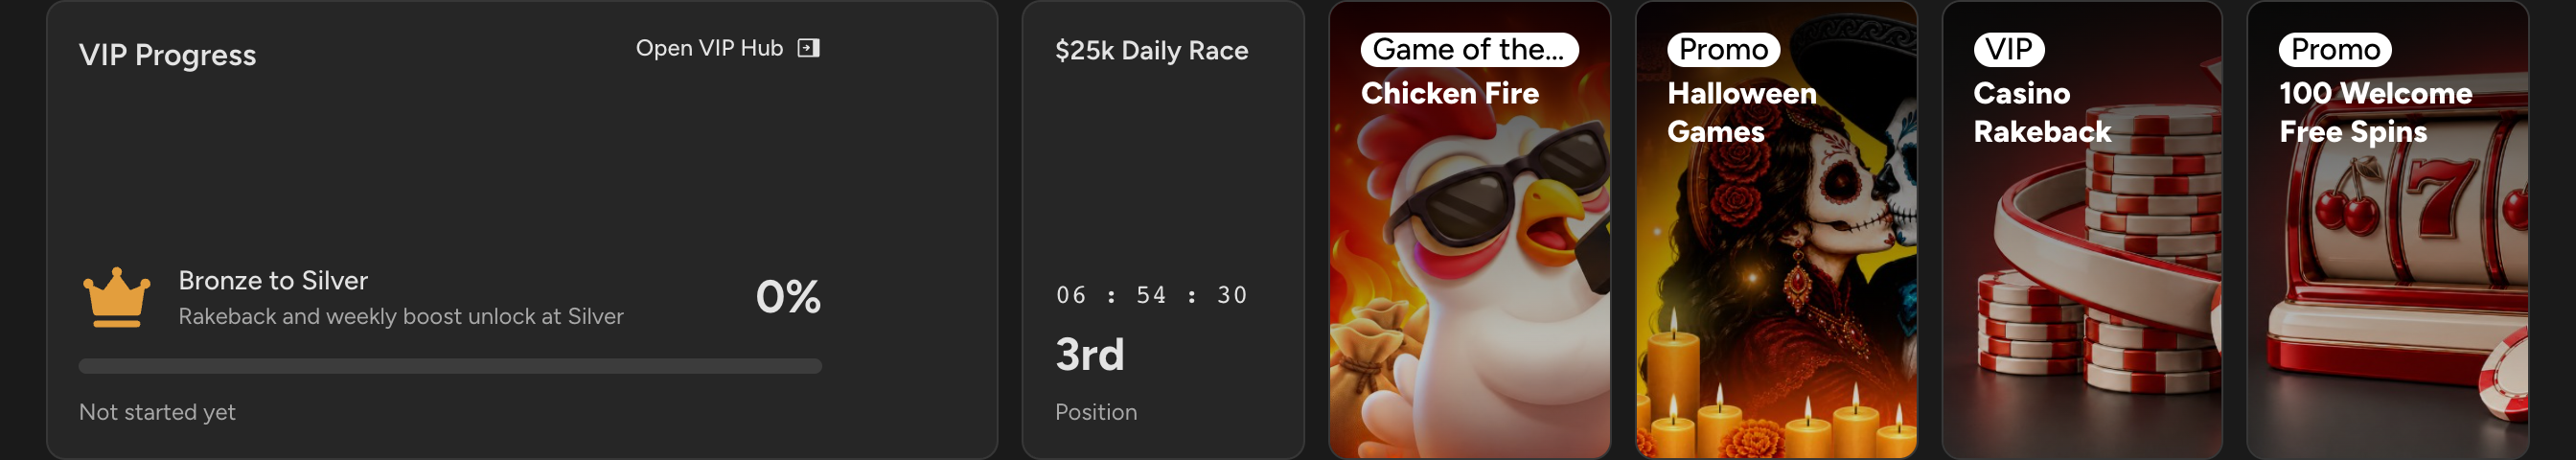 VIP Progress
Open VIP Hub
Bronze to Silver
Rakeback and weekly boost unlock at Silver
0%
Not started yet
$25k Daily Race
06 : 54 : 30
3rd
Position
Game of the...
Chicken Fire
Promo
Halloween
Games
VIP
Casino
Rakeback
Promo
100 Welcome
Free Spins
7